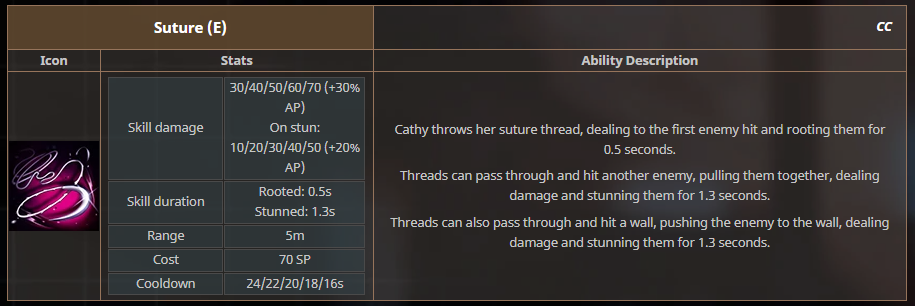 Suture (E)
CC
Icon
Stats
Ability Description
Skill damage
30/40/50/60/70 (+30%
AP)
On stun:
10/20/30/40/50 (+20%
AP)
Skill duration
Rooted: 0.5s
Stunned: 1.3s
Range
5m
Cost
70 SP
Cooldown
24/22/20/18/16s
Cathy throws her suture thread, dealing to the first enemy hit and rooting them for
0.5 seconds.
Threads can pass through and hit another enemy, pulling them together, dealing
damage and stunning them for 1.3 seconds.
Threads can also pass through and hit a wall, pushing the enemy to the wall, dealing
damage and stunning them for 1.3 seconds.